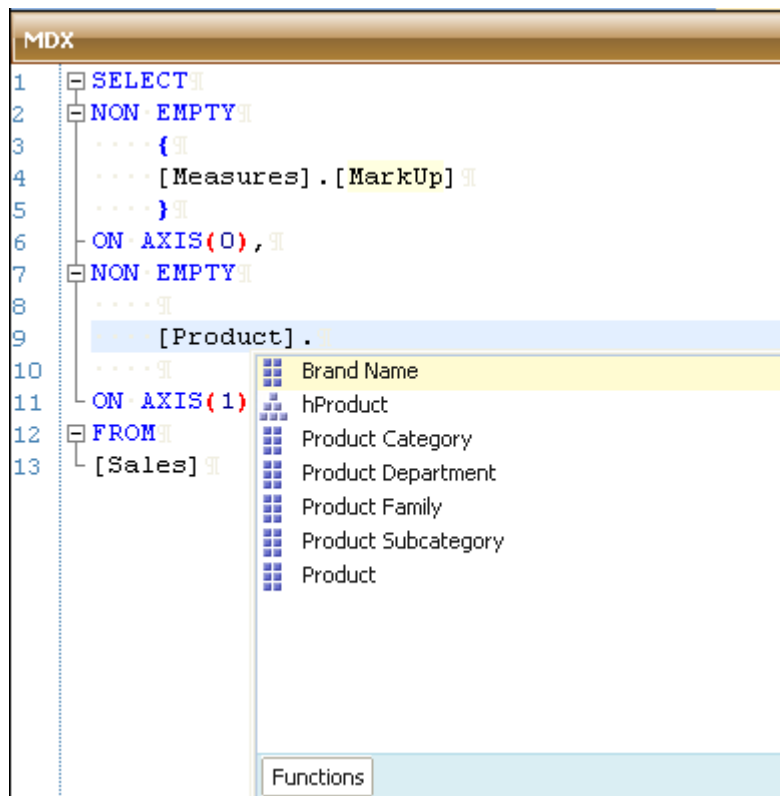 MDX
1 SELECT¶
2 NON·EMPTY¶
3 ····{¶
4 ····[Measures].[MarkUp]¶
5 ····}¶
6 ON·AXIS(0),¶
7 NON·EMPTY¶
8 ····¶
9 ····[Product].¶
10 ····¶
11 ON·AXIS(1)
12 FROM¶
13 [Sales]¶
Brand Name
hProduct
Product Category
Product Department
Product Family
Product Subcategory
Product
Functions